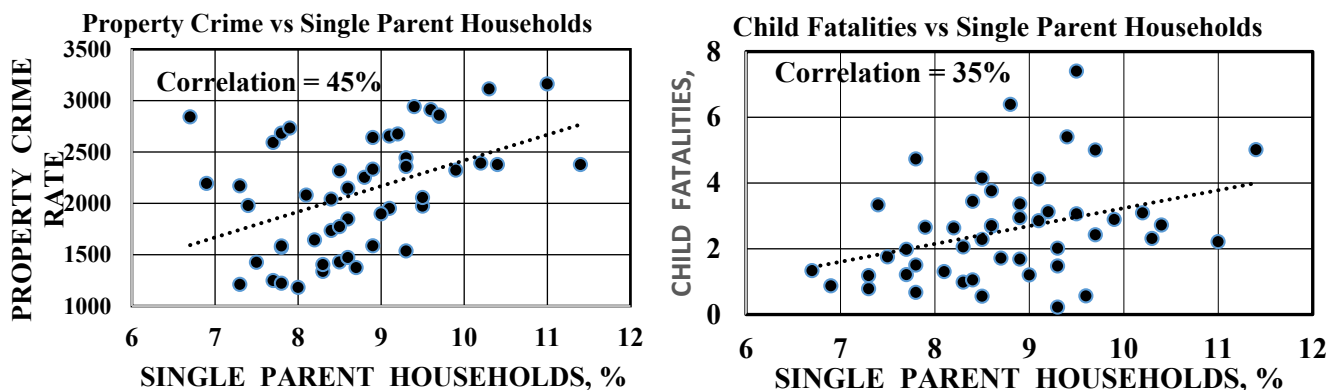 Property Crime vs Single Parent Households
PROPERTY CRIME
RATE
3500
3000
2500
2000
1500
1000
Correlation = 45%
6 7 8 9 10 11 12
SINGLE PARENT HOUSEHOLDS, %
Child Fatalities vs Single Parent Households
CHILD FATALITIES,
8
6
4
2
0
Correlation = 35%
6 7 8 9 10 11 12
SINGLE PARENT HOUSEHOLDS, %